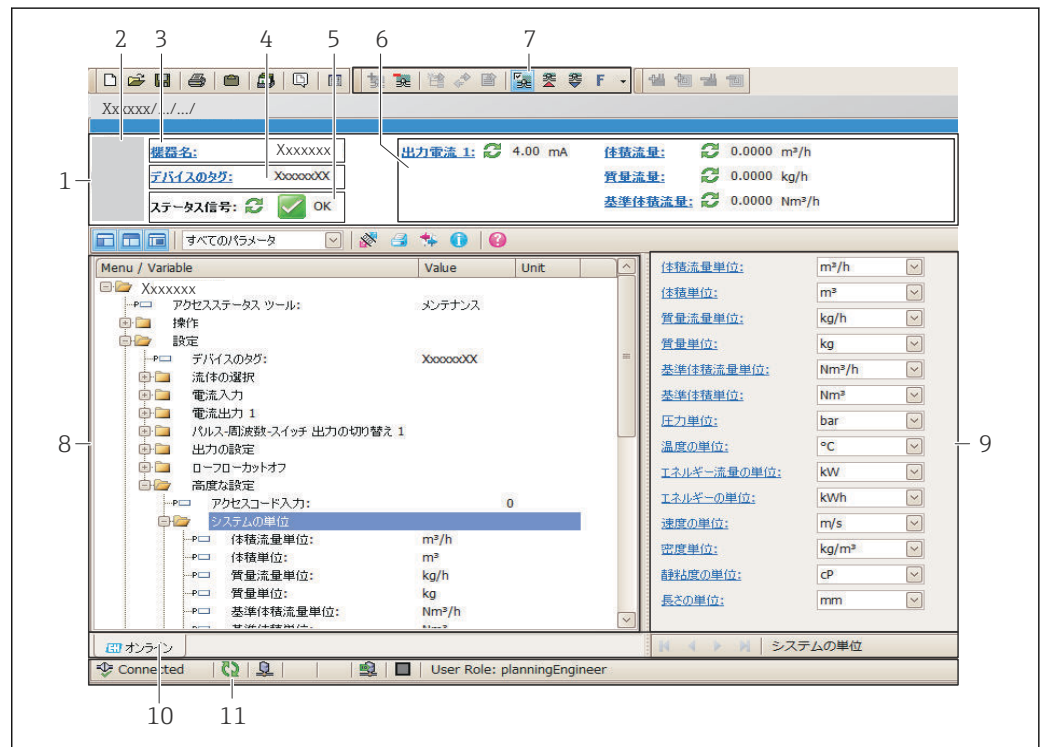 2 3 4 5 6 7
F
Xxxxxx/../../
1
機器名: Xxxxxxx
デバイスのタグ: XxxxxxXX
ステータス信号: OK
出力電流 1: 4.00 mA
体積流量: 0.0000 m³/h
質量流量: 0.0000 kg/h
基準体積流量: 0.0000 Nm³/h
すべてのパラメータ
8
Menu / Variable Value Unit
Xxxxxxx
アクセスステータス ツール: メンテナンス
操作
設定
デバイスのタグ: XxxxxxXX
流体の選択
電流入力
電流出力 1
パルス-周波数-スイッチ 出力の切り替え 1
出力の設定
ローフローカットオフ
高度な設定
アクセスコード入力: 0
システムの単位
体積流量単位: m³/h
体積単位: m³
質量流量単位: kg/h
質量単位: kg
基準体積流量単位: Nm³/h
体積流量単位: m³/h
体積単位: m³
質量流量単位: kg/h
質量単位: kg
基準体積流量単位: Nm³/h
基準体積単位: Nm³
圧力単位: bar
温度の単位: °C
エネルギー流量の単位: kW
エネルギーの単位: kWh
速度の単位: m/s
密度単位: kg/m³
静粘度の単位: cP
長さの単位: mm
9
オンライン
システムの単位
Connected
User Role: planningEngineer
10 11